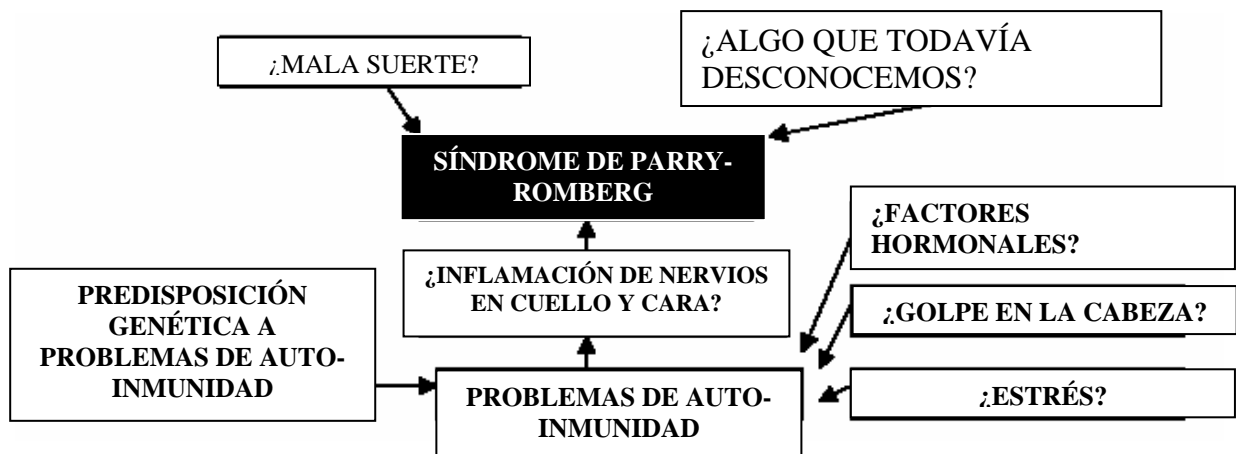 ¿MALA SUERTE?
¿ALGO QUE TODAVÍA
DESCONOCEMOS?
SÍNDROME DE PARRY-
ROMBERG
¿FACTORES
HORMONALES?
¿INFLAMACIÓN DE NERVIOS
EN CUELLO Y CARA?
PREDISPOSICIÓN
GENÉTICA A
PROBLEMAS DE AUTO-
INMUNIDAD
¿GOLPE EN LA CABEZA?
PROBLEMAS DE AUTO-
INMUNIDAD
¿ESTRÉS?